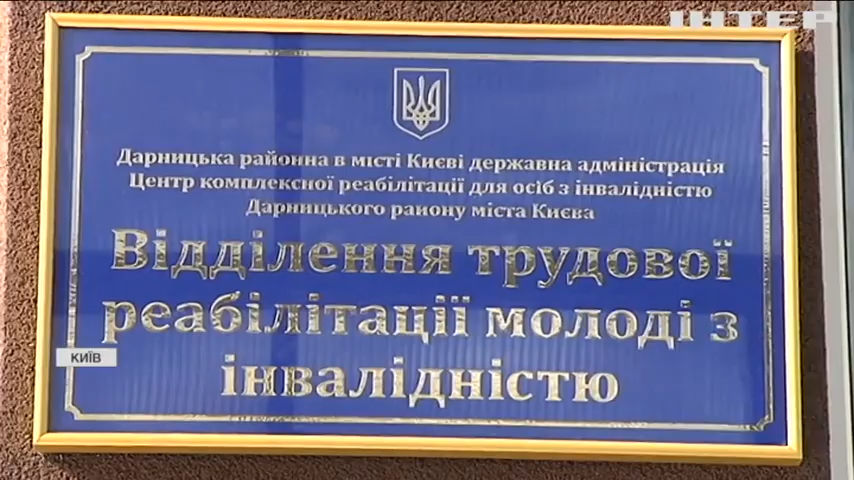 ІНТЕР
Дарницька районна в місті Києві державна адміністрація
Центр комплексної реабілітації для осіб з інвалідністю
Дарницького району міста Києва
Відділення трудової
реабілітації молоді з
інвалідністю
КИЇВ